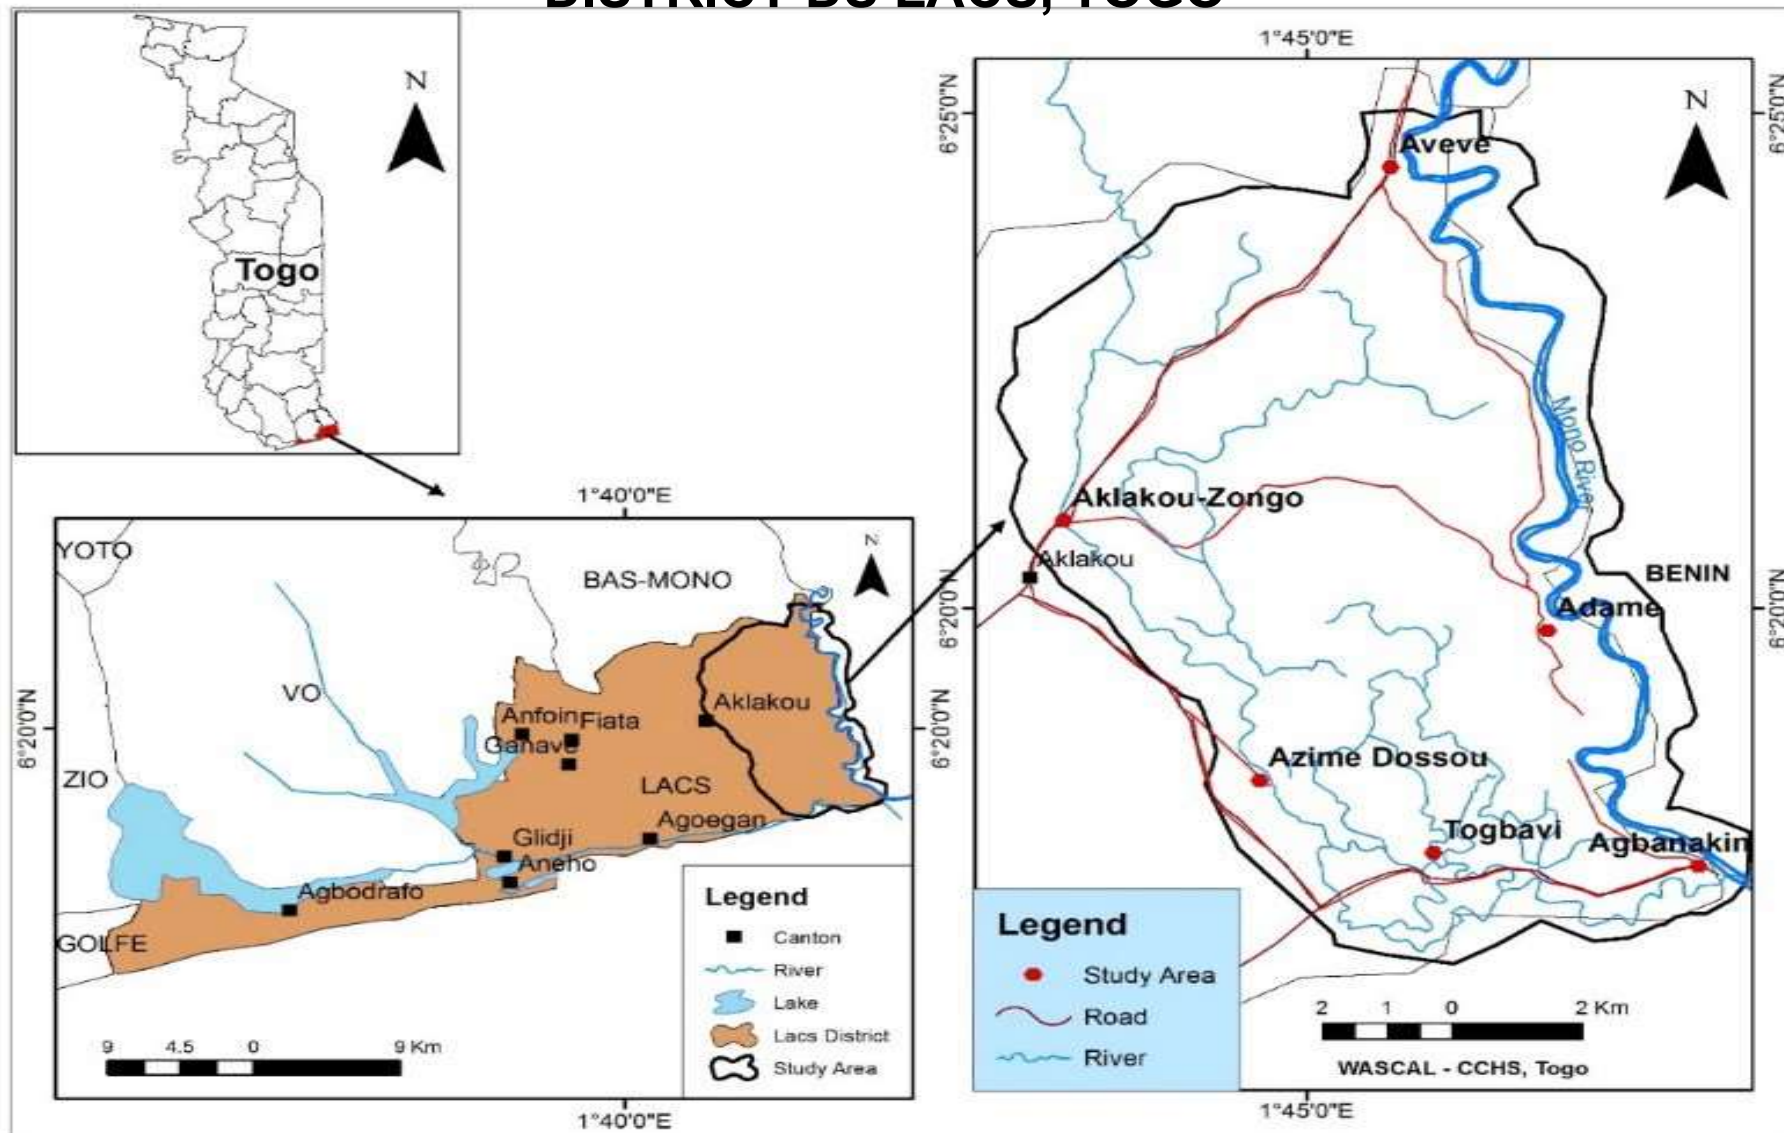 DISTRICT DU LACS, TOGO
N
Togo
1°40'0"E
YOTO
BAS-MONO
N
VO
Anfoin
Fiata
Aklakou
Ganave
6°20'0"N
6°20'0"N
ZIO
LACS
Agoegan
Glidji
Aneho
Agbodrafo
GOLFE
Legend
Canton
River
Lake
Lacs District
Study Area
9 4.5 0 9 Km
1°40'0"E
1°45'0"E
6°25'0"N
6°25'0"N
N
Aveve
Mono River
Aklakou-Zongo
Aklakou
BENIN
6°20'0"N
Adame
Azime Dossou
Togbavi
Agbanakin
Legend
Study Area
Road
River
2 1 0 2 Km
WASCAL - CCHS, Togo
1°45'0"E